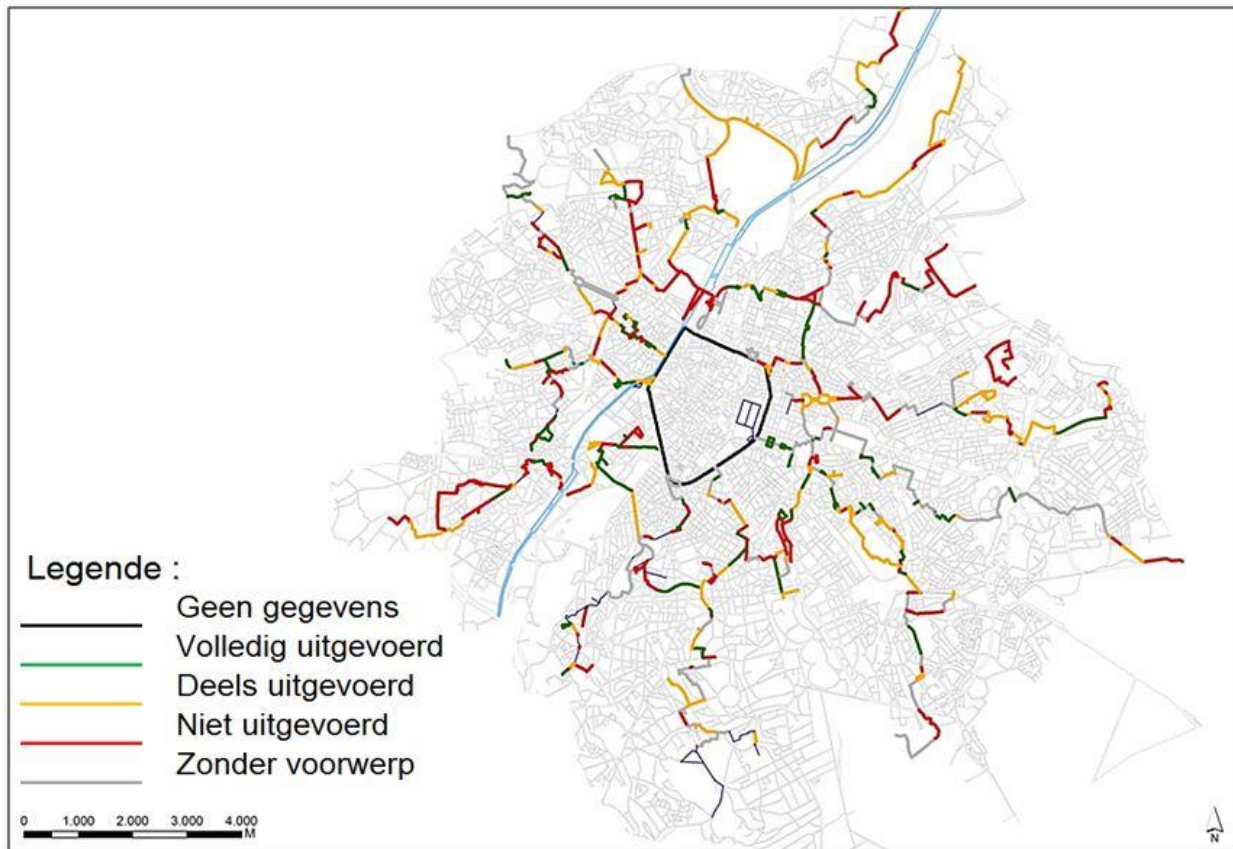 Legende :
Geen gegevens
Volledig uitgevoerd
Deels uitgevoerd
Niet uitgevoerd
Zonder voorwerp
0 1.000 2.000 3.000 4.000
M
N